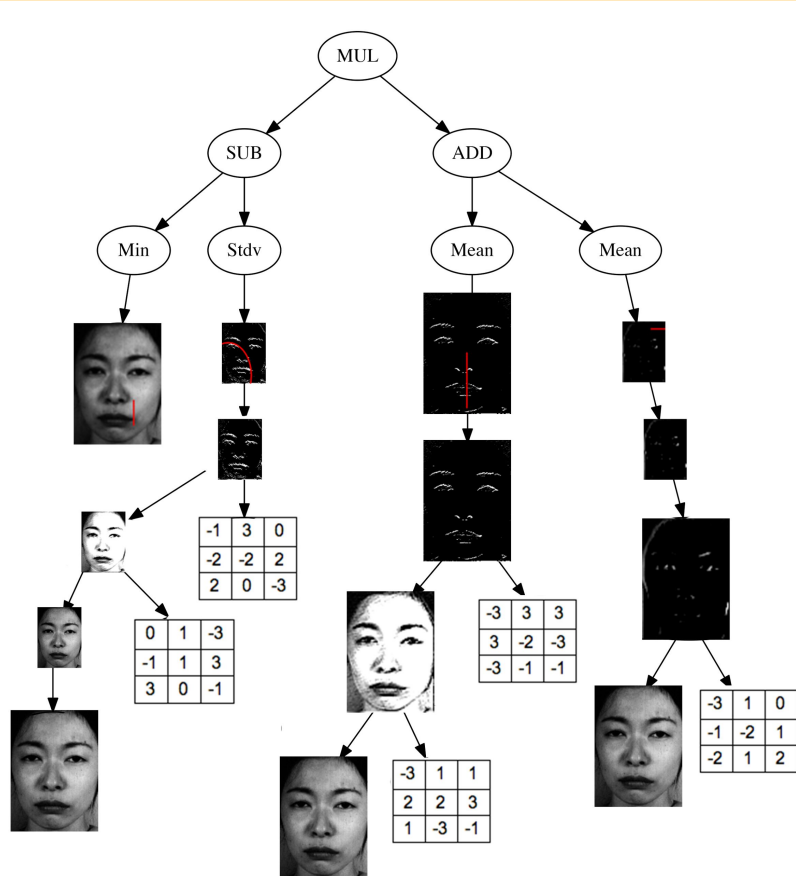 MUL
SUB
ADD
Min
Stdv
Mean
Mean
-1 3 0
-2 -2 2
2 0 -3
0 1 -3
-1 1 3
3 0 -1
-3 3 3
3 -2 -3
-3 -1 -1
-3 1 1
2 2 3
1 -3 -1
-3 1 0
-1 -2 1
-2 1 2